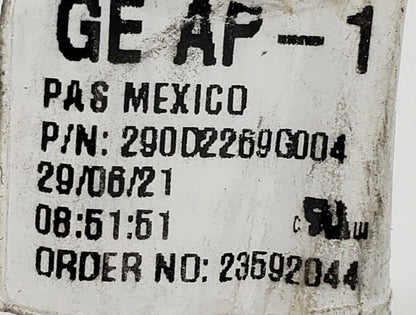 GE AP-1
PAS MEXICO
P/N: 290D2269G004
29/06/21
08:51:51
ORDER NO: 23592044